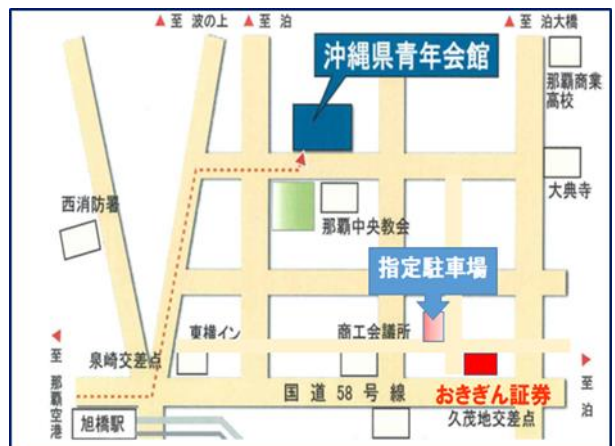 ▲至 波の上
▲至 泊
▲至 泊大橋
沖縄県青年会館
那覇商業
高校
大典寺
西消防署
那覇中央教会
指定駐車場
東横イン
商工会議所
泉崎交差点
◀至 那覇空港
▶至 泊
国道58号線
おきぎん証券
久茂地交差点
旭橋駅